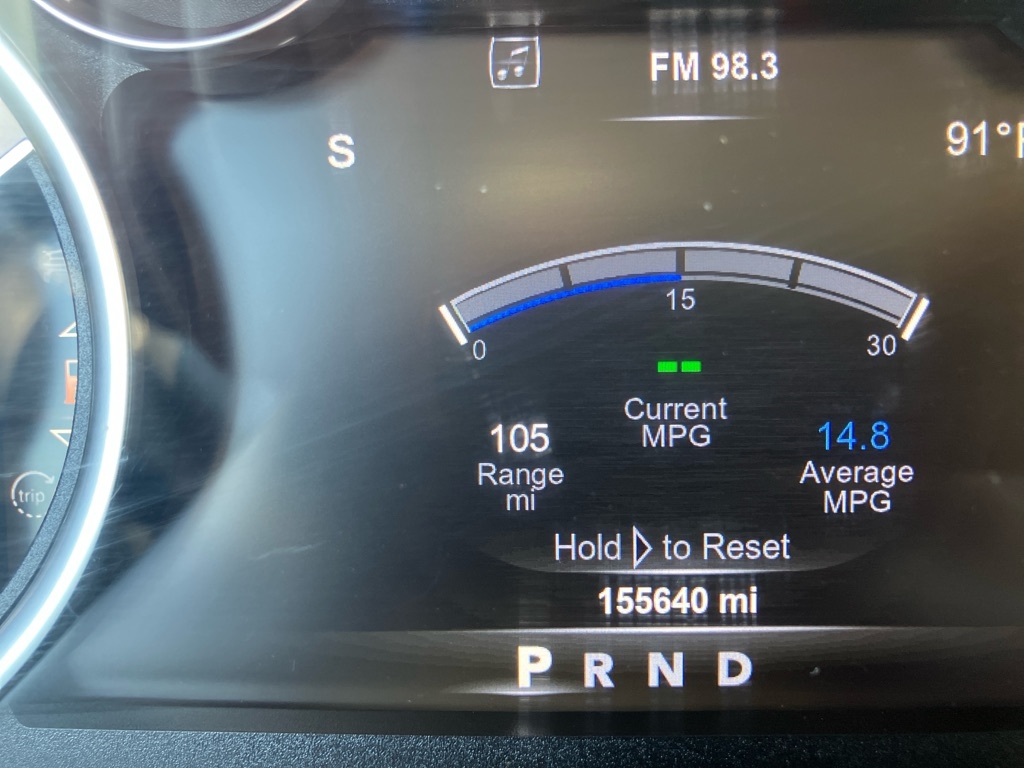 FM 98.3
S
91°F
15
0
30
Current
MPG
105
Range
mi
14.8
Average
MPG
Hold ▷ to Reset
155640 mi
P R N D
trip